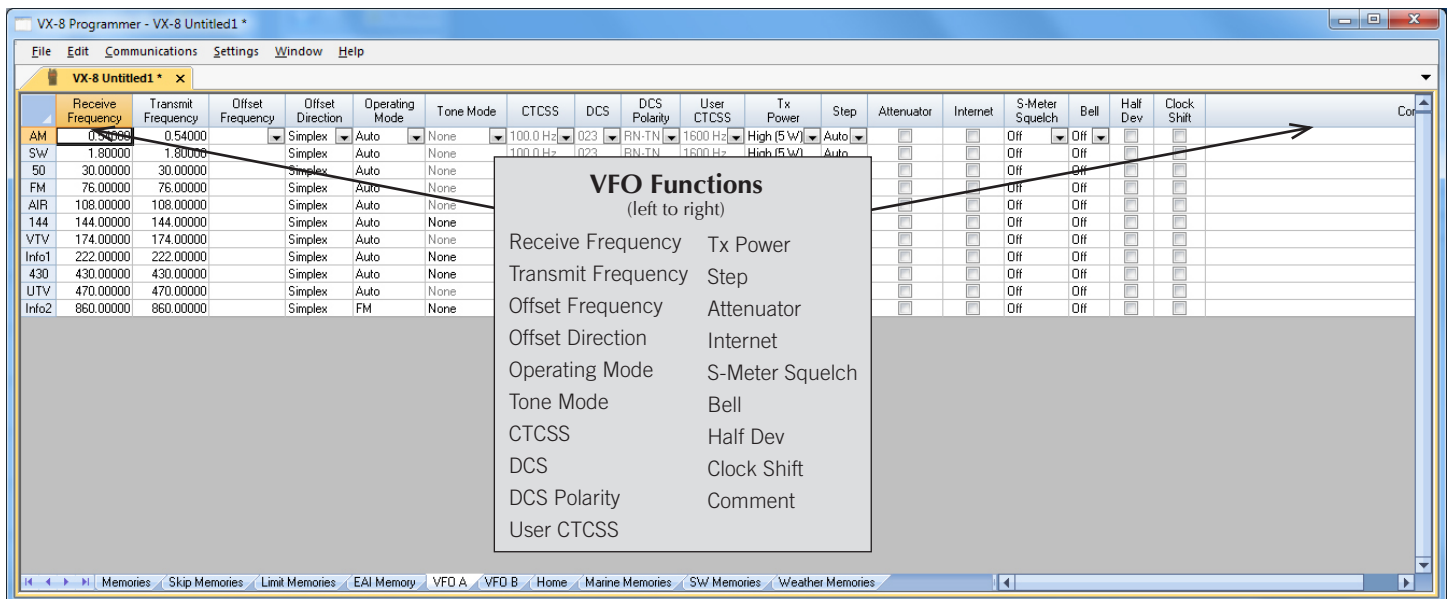 VX-8 Programmer - VX-8 Untitled1 *
File Edit Communications Settings Window Help
VX-8 Untitled1 * x
Receive Frequency Transmit Frequency Offset Frequency Offset Direction Operating Mode Tone Mode CTCSS DCS DCS Polarity User CTCSS Tx Power Step Attenuator Internet S-Meter Squelch Bell Half Dev Clock Shift Cor
AM 0.54000 0.54000 Simplex Auto None 100.0 Hz 023 RN-TN 1600 Hz High (5 W) Auto Off Off
SW 1.80000 1.80000 Simplex Auto None 100.0 Hz 023 RN-TN 1600 Hz High (5 W) Auto Off Off
50 30.00000 30.00000 Simplex Auto None Off Off
FM 76.00000 76.00000 Simplex Auto None Off Off
AIR 108.00000 108.00000 Simplex Auto None Off Off
144 144.00000 144.00000 Simplex Auto None Off Off
VTV 174.00000 174.00000 Simplex Auto None Off Off
Info1 222.00000 222.00000 Simplex Auto None Off Off
430 430.00000 430.00000 Simplex Auto None Off Off
UTV 470.00000 470.00000 Simplex Auto None Off Off
Info2 860.00000 860.00000 Simplex FM None Off Off
VFO Functions
(left to right)
Receive Frequency
Transmit Frequency
Offset Frequency
Offset Direction
Operating Mode
Tone Mode
CTCSS
DCS
DCS Polarity
User CTCSS
Tx Power
Step
Attenuator
Internet
S-Meter Squelch
Bell
Half Dev
Clock Shift
Comment
Memories Skip Memories Limit Memories EAI Memory VFO A VFO B Home Marine Memories SW Memories Weather Memories